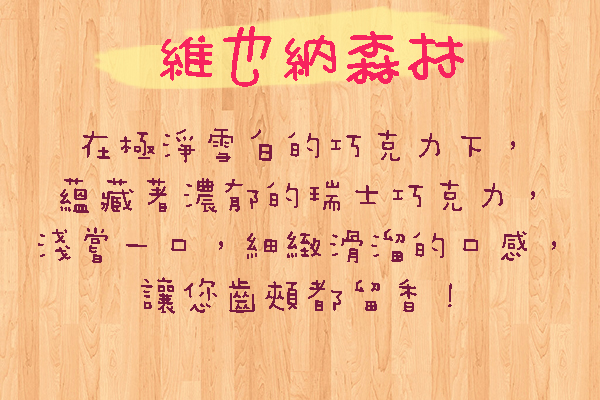 維也納森林
在極淨雪白的巧克力下，
蘊藏著濃郁的瑞士巧克力，
淺嘗一口，細緻滑溜的口感，
讓您齒頰都留香！